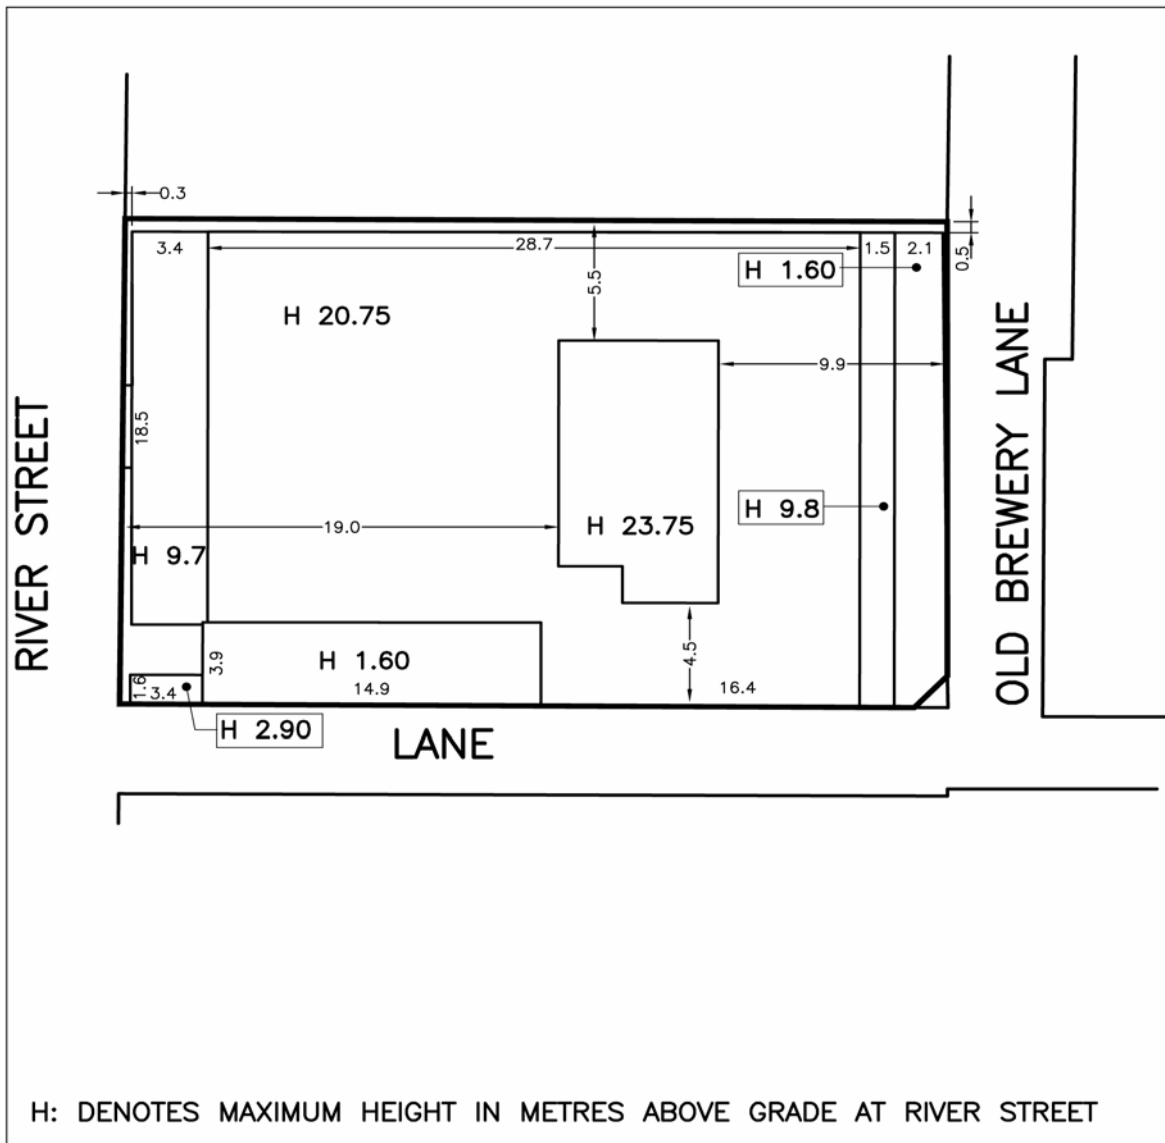 0.3
3.4
28.7
1.5
2.1
0.5
H 1.60
5.5
H 20.75
9.9
RIVER STREET
18.5
OLD BREWERY LANE
H 9.8
19.0
H 23.75
H 9.7
3.9
H 1.60
4.5
1.6
3.4
14.9
16.4
H 2.90
LANE
H: DENOTES MAXIMUM HEIGHT IN METRES ABOVE GRADE AT RIVER STREET